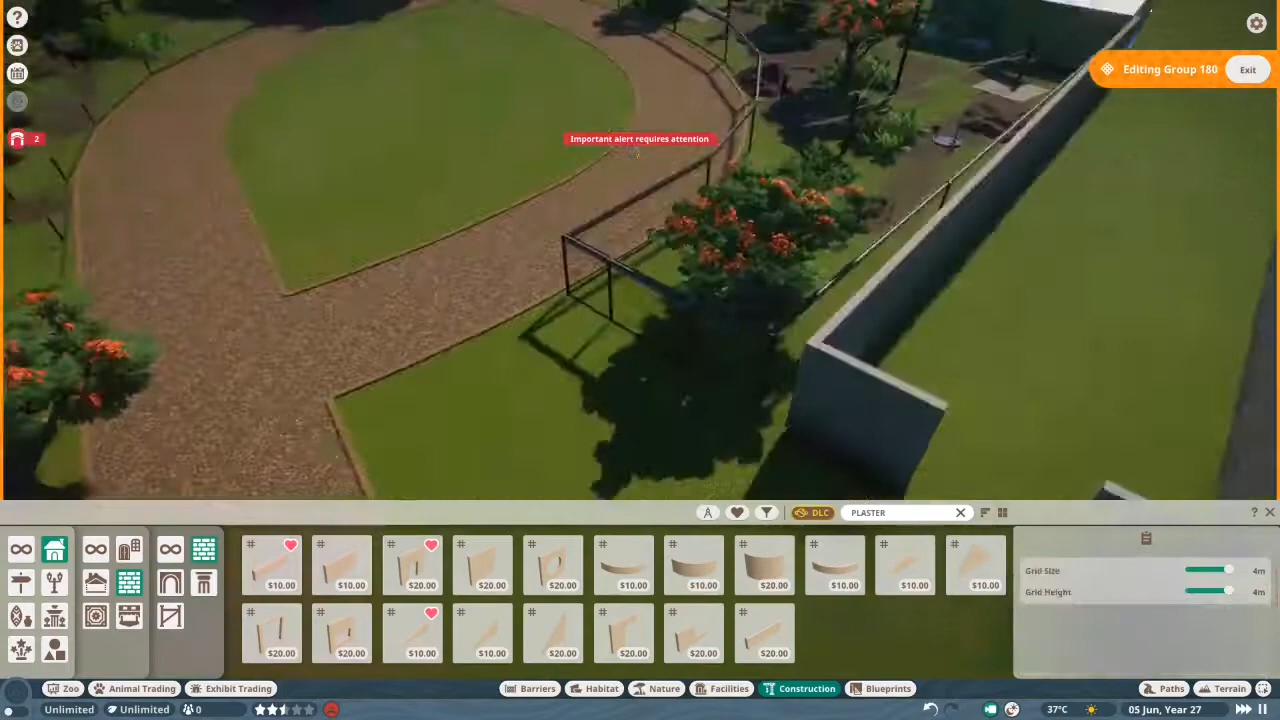 ?
Editing Group 180
Exit
2
Important alert requires attention
A
DLC
PLASTER
?
$10.00
$10.00
$20.00
$20.00
$20.00
$10.00
$10.00
$20.00
$10.00
$10.00
$10.00
$20.00
$20.00
$10.00
$10.00
$20.00
$20.00
$20.00
$20.00
Grid Size 4m
Grid Height 4m
Zoo
Animal Trading
Exhibit Trading
Barriers
Habitat
Nature
Facilities
Construction
Blueprints
Paths
Terrain
Unlimited
Unlimited
0
37°C
05 Jun, Year 27